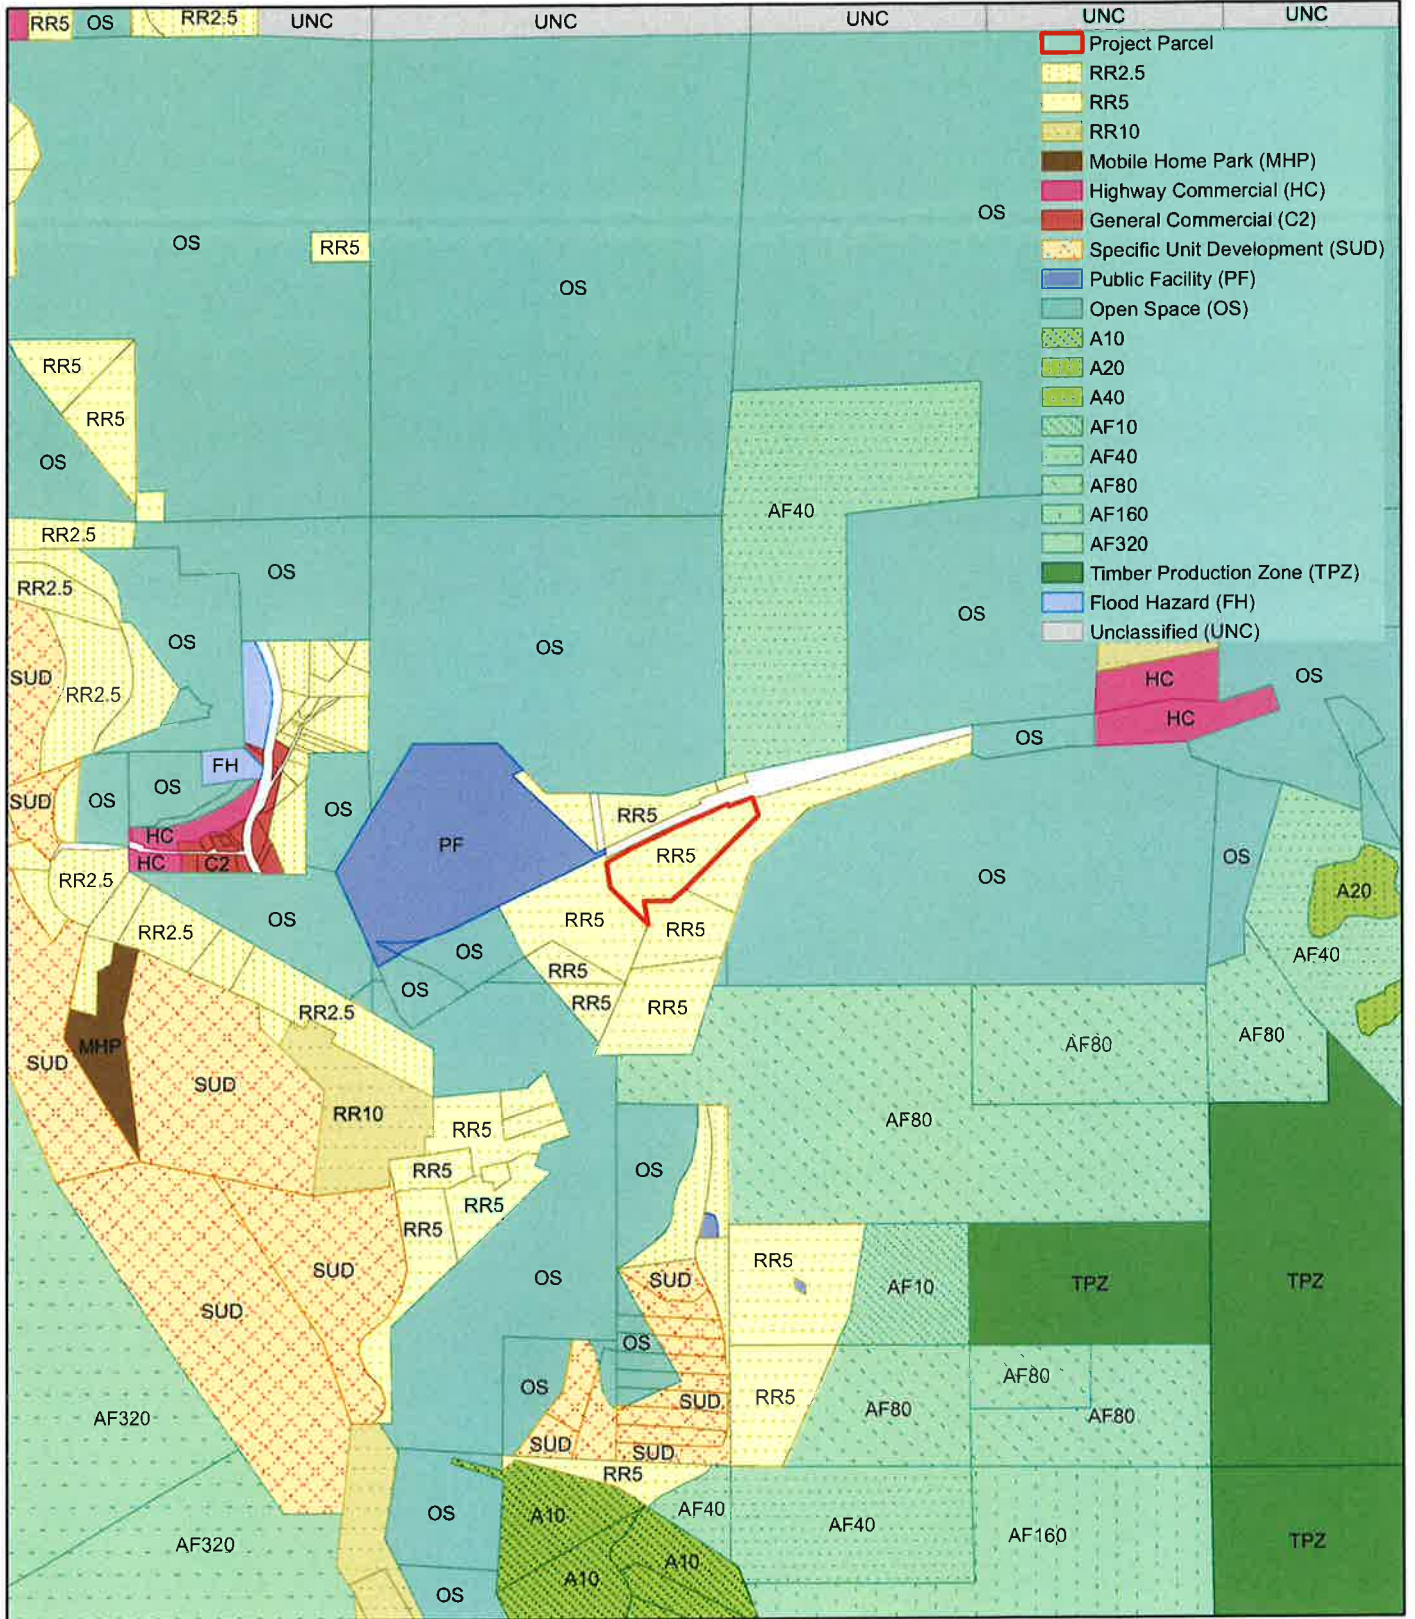 RR5 OS RR2.5 UNC UNC UNC UNC UNC
Project Parcel
RR2.5
RR5
RR10
Mobile Home Park (MHP)
Highway Commercial (HC)
General Commercial (C2)
Specific Unit Development (SUD)
Public Facility (PF)
Open Space (OS)
A10
A20
A40
AF10
AF40
AF80
AF160
AF320
Timber Production Zone (TPZ)
Flood Hazard (FH)
Unclassified (UNC)
OS
OS RR5
OS
RR5
RR5
OS
AF40
RR2.5
OS
RR2.5
OS
OS
OS
SUD
RR2.5
OS
HC
HC
OS
FH
OS
SUD
OS
OS
RR5
HC
PF
RR5
HC
C2
OS
RR2.5
OS
A20
OS
RR5
RR2.5
RR5
OS
AF40
RR5
OS
RR5
RR5
RR2.5
AF80
AF80
MHP
SUD
SUD
RR10
AF80
RR5
OS
RR5
RR5
RR5
RR5
SUD
OS
SUD
AF10
TPZ
TPZ
SUD
OS
AF80
OS
RR5
SUD
AF80
AF80
AF320
SUD
SUD
RR5
OS
A10
AF40
AF40
AF160
AF320
TPZ
A10
A10
OS